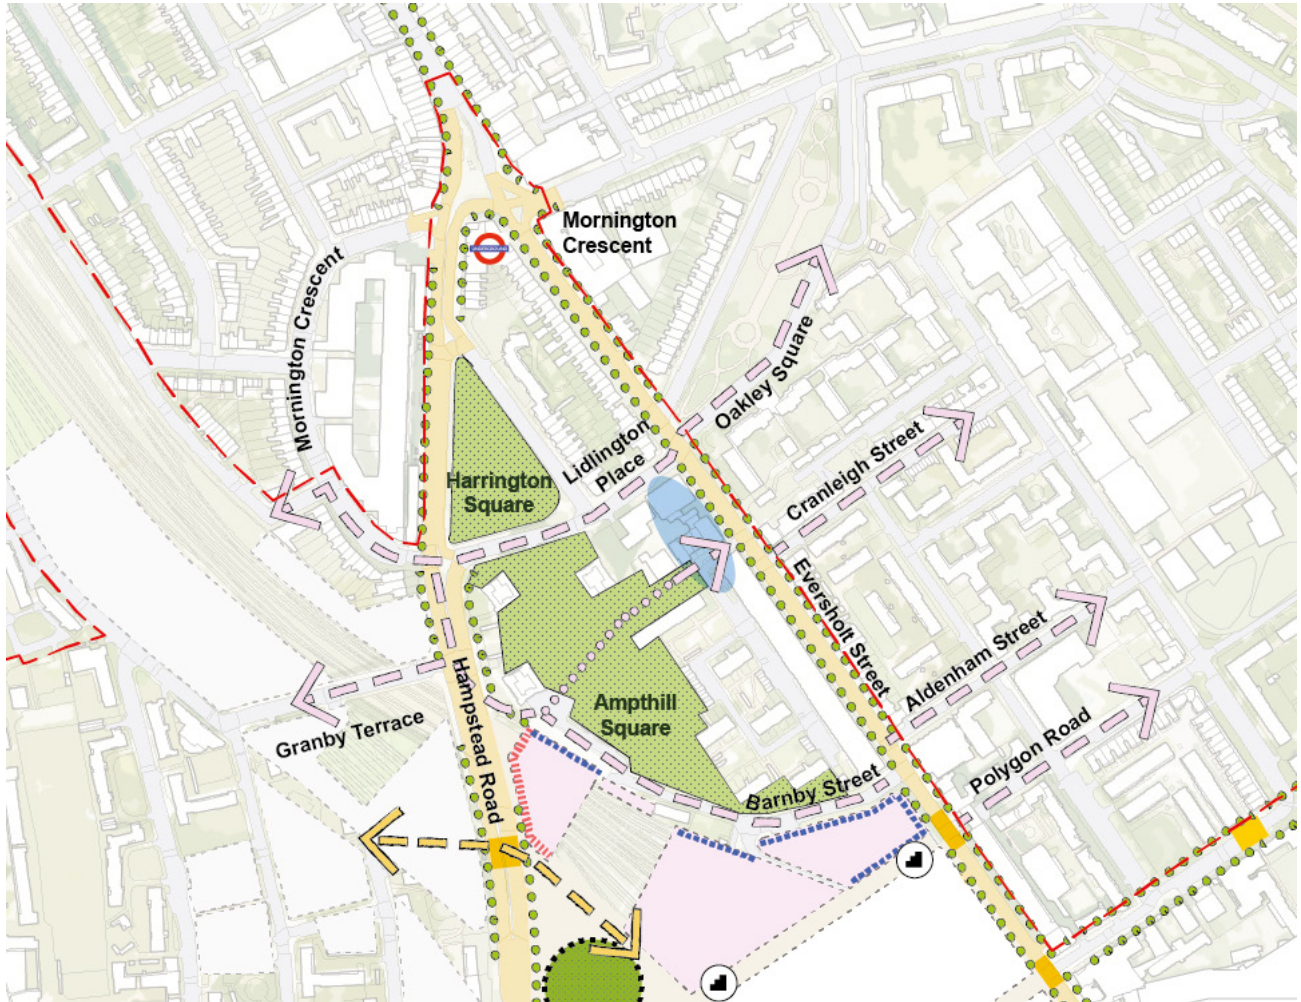 Mornington
Crescent
UNDERGROUND
Mornington Crescent
Oakley Square
Lidlington
Place
Cranleigh Street
Harrington
Square
Eversholt Street
Aldenham Street
Hampstead Road
Ampthill
Square
Granby Terrace
Polygon Road
Barnby Street